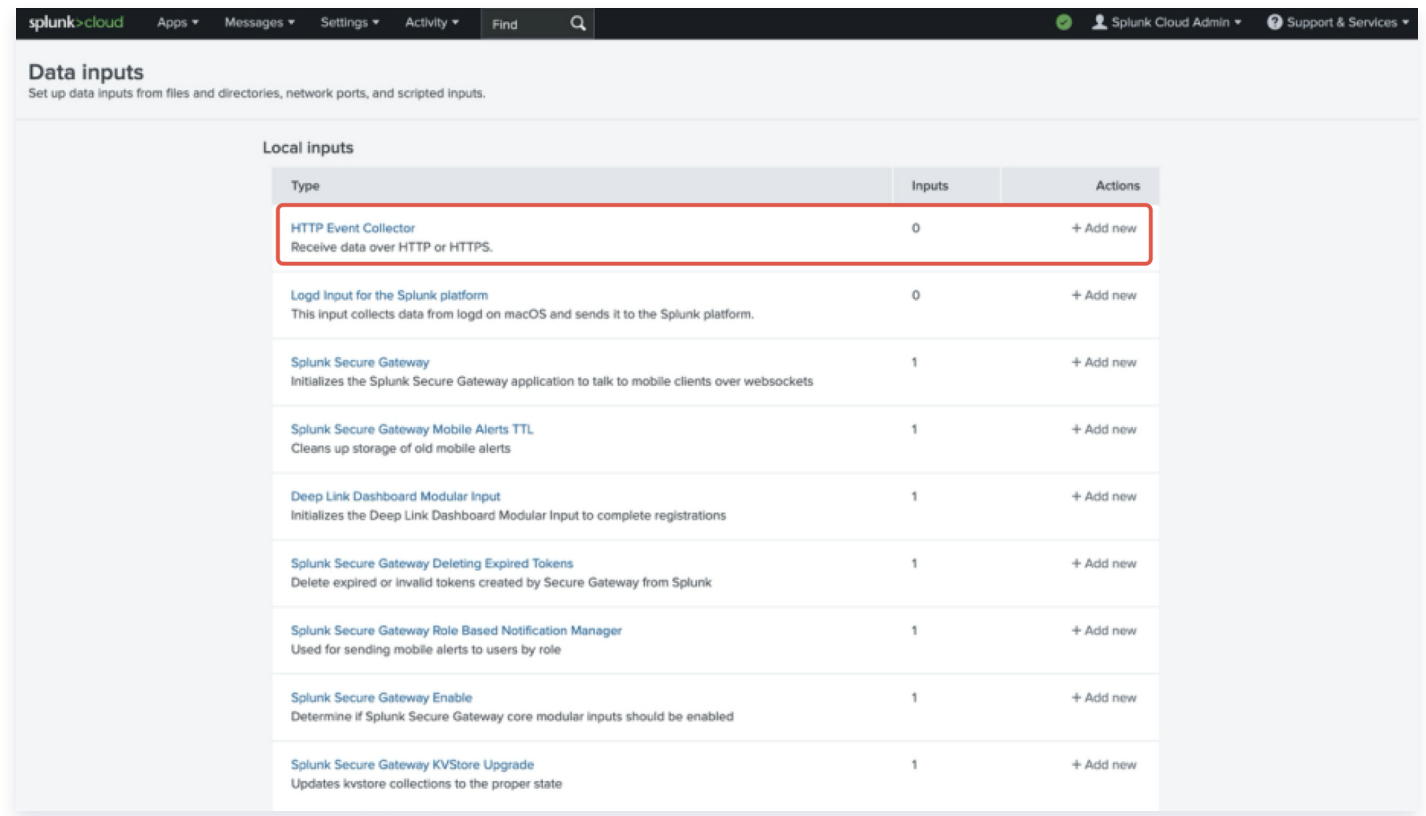 splunk>cloud Apps Messages Settings Activity Find Splunk Cloud Admin Support & Services
Data inputs
Set up data inputs from files and directories, network ports, and scripted inputs.
Local inputs
Type Inputs Actions
HTTP Event Collector 0 + Add new
Receive data over HTTP or HTTPS.
Logd Input for the Splunk platform 0 + Add new
This input collects data from logd on macOS and sends it to the Splunk platform.
Splunk Secure Gateway 1 + Add new
Initializes the Splunk Secure Gateway application to talk to mobile clients over websockets
Splunk Secure Gateway Mobile Alerts TTL 1 + Add new
Cleans up storage of old mobile alerts
Deep Link Dashboard Modular Input 1 + Add new
Initializes the Deep Link Dashboard Modular Input to complete registrations
Splunk Secure Gateway Deleting Expired Tokens 1 + Add new
Delete expired or invalid tokens created by Secure Gateway from Splunk
Splunk Secure Gateway Role Based Notification Manager 1 + Add new
Used for sending mobile alerts to users by role
Splunk Secure Gateway Enable 1 + Add new
Determine if Splunk Secure Gateway core modular inputs should be enabled
Splunk Secure Gateway KVStore Upgrade 1 + Add new
Updates kvstore collections to the proper state